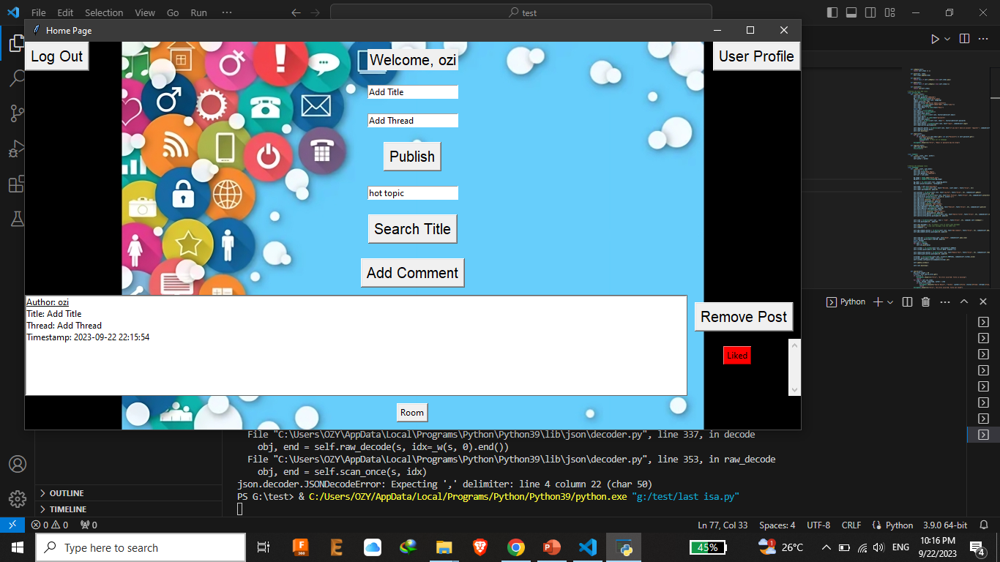 File Edit Selection View Go Run ··· test
Home Page
Log Out
Welcome, ozi
User Profile
Add Title
Add Thread
Publish
hot topic
Search Title
Add Comment
Author: ozi
Title: Add Title
Thread: Add Thread
Timestamp: 2023-09-22 22:15:54
Remove Post
Liked
Room
Python
File "C:\Users\OZY\AppData\Local\Programs\Python\Python39\lib\json\decoder.py", line 337, in decode
obj, end = self.raw_decode(s, idx=_w(s, 0).end())
File "C:\Users\OZY\AppData\Local\Programs\Python\Python39\lib\json\decoder.py", line 353, in raw_decode
obj, end = self.scan_once(s, idx)
json.decoder.JSONDecodeError: Expecting ',' delimiter: line 4 column 22 (char 50)
PS G:\test> & C:/Users/OZY/AppData/Local/Programs/Python/Python39/python.exe "g:/test/last isa.py"
OUTLINE
TIMELINE
0 0 0 Ln 77, Col 33 Spaces: 4 UTF-8 CRLF Python 3.9.0 64-bit
Type here to search
45%
1
26°C
ENG
10:16 PM
9/22/2023
4